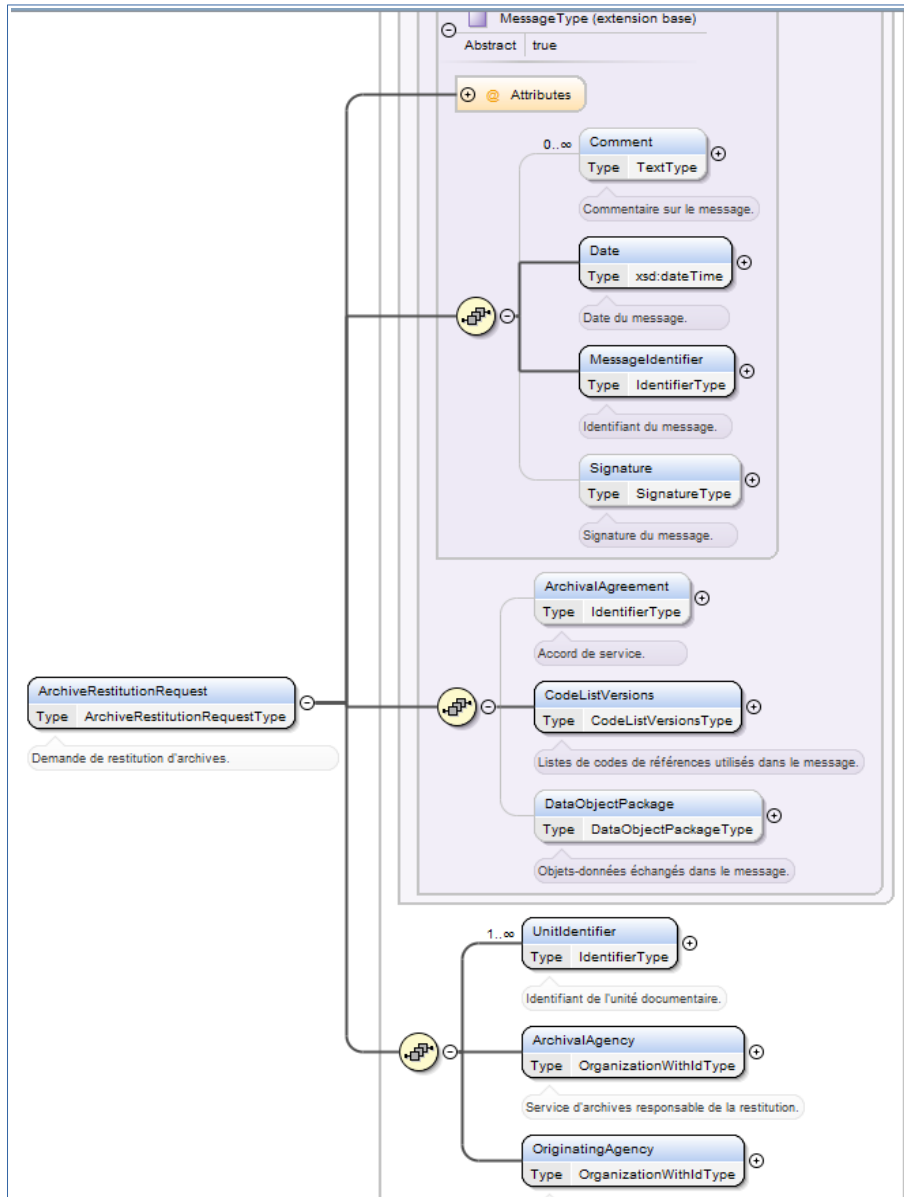 MessageType (extension base)
Abstract true
@ Attributes
0..∞
Comment
Type TextType
Commentaire sur le message.
Date
Type xsd:dateTime
Date du message.
MessageIdentifier
Type IdentifierType
Identifiant du message.
Signature
Type SignatureType
Signature du message.
ArchivalAgreement
Type IdentifierType
Accord de service.
ArchiveRestitutionRequest
Type ArchiveRestitutionRequestType
Demande de restitution d'archives.
CodeListVersions
Type CodeListVersionsType
Listes de codes de références utilisés dans le message.
DataObjectPackage
Type DataObjectPackageType
Objets-données échangés dans le message.
1..∞
UnitIdentifier
Type IdentifierType
Identifiant de l'unité documentaire.
ArchivalAgency
Type OrganizationWithIdType
Service d'archives responsable de la restitution.
OriginatingAgency
Type OrganizationWithIdType